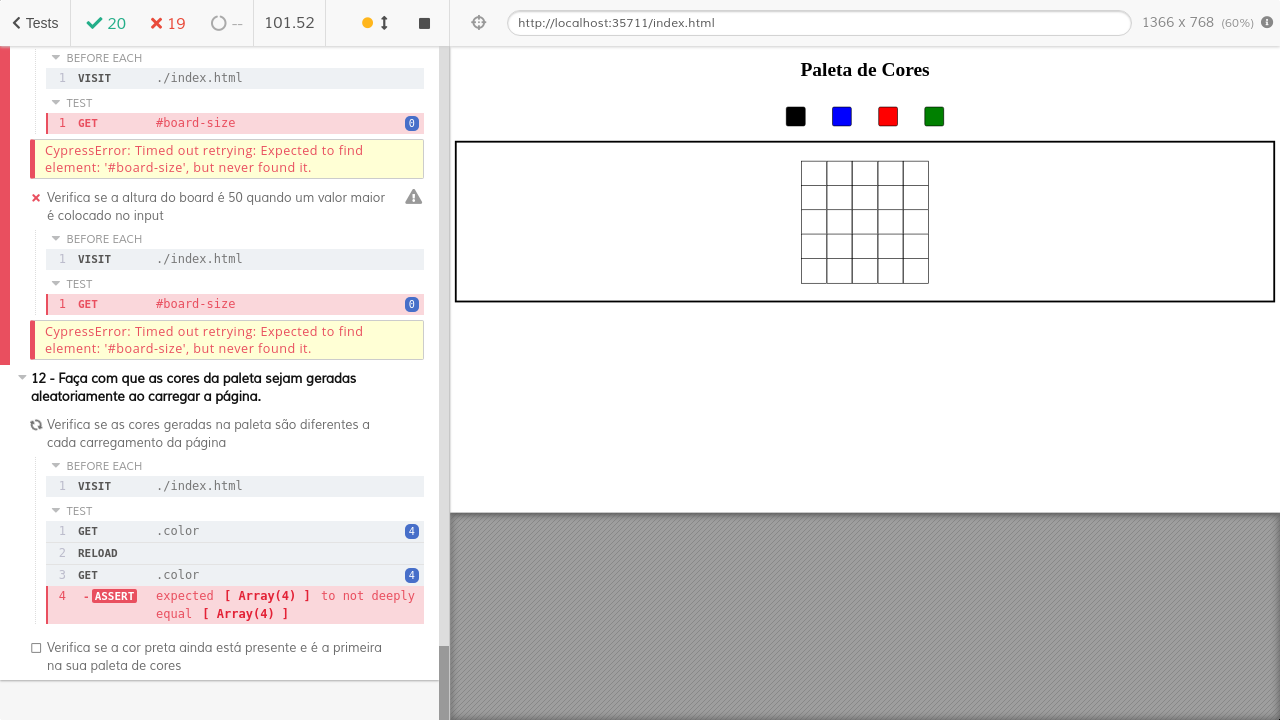 Tests 20 19 -- 101.52 http://localhost:35711/index.html 1366 x 768 (60%)
BEFORE EACH
1 VISIT ./index.html
TEST
1 GET #board-size 0
CypressError: Timed out retrying: Expected to find
element: '#board-size', but never found it.
Verifica se a altura do board é 50 quando um valor maior
é colocado no input
BEFORE EACH
1 VISIT ./index.html
TEST
1 GET #board-size 0
CypressError: Timed out retrying: Expected to find
element: '#board-size', but never found it.
12 - Faça com que as cores da paleta sejam geradas
aleatoriamente ao carregar a página.
Verifica se as cores geradas na paleta são diferentes a
cada carregamento da página
BEFORE EACH
1 VISIT ./index.html
TEST
1 GET .color 4
2 RELOAD
3 GET .color 4
4 -ASSERT expected [ Array(4) ] to not deeply
equal [ Array(4) ]
Verifica se a cor preta ainda está presente e é a primeira
na sua paleta de cores
Paleta de Cores